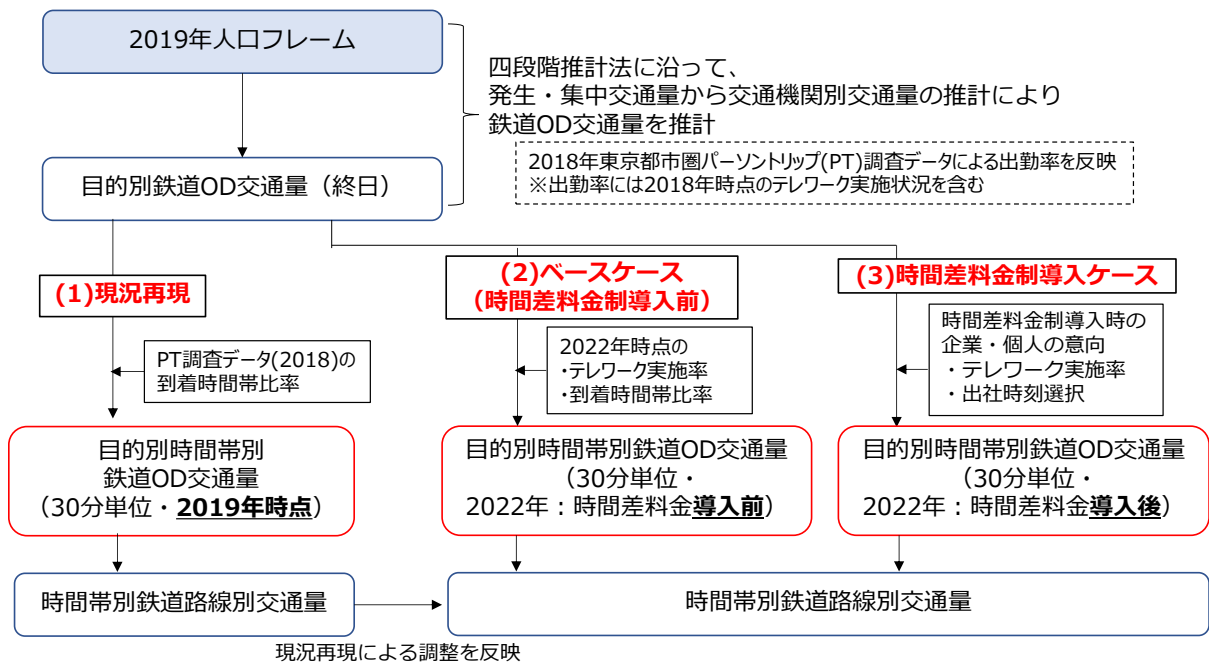 2019年人口フレーム
四段階推計法に沿って、
発生・集中交通量から交通機関別交通量の推計により
鉄道OD交通量を推計
2018年東京都市圏パーソントリップ(PT)調査データによる出勤率を反映
※出勤率には2018年時点のテレワーク実施状況を含む
目的別鉄道OD交通量（終日）
(1)現況再現
(2)ベースケース
（時間差料金制導入前）
(3)時間差料金制導入ケース
PT調査データ(2018)の
到着時間帯比率
2022年時点の
・テレワーク実施率
・到着時間帯比率
時間差料金制導入時の
企業・個人の意向
・テレワーク実施率
・出社時刻選択
目的別時間帯別
鉄道OD交通量
（30分単位・2019年時点）
目的別時間帯別鉄道OD交通量
（30分単位・
2022年：時間差料金導入前）
目的別時間帯別鉄道OD交通量
（30分単位・
2022年：時間差料金導入後）
時間帯別鉄道路線別交通量
時間帯別鉄道路線別交通量
現況再現による調整を反映